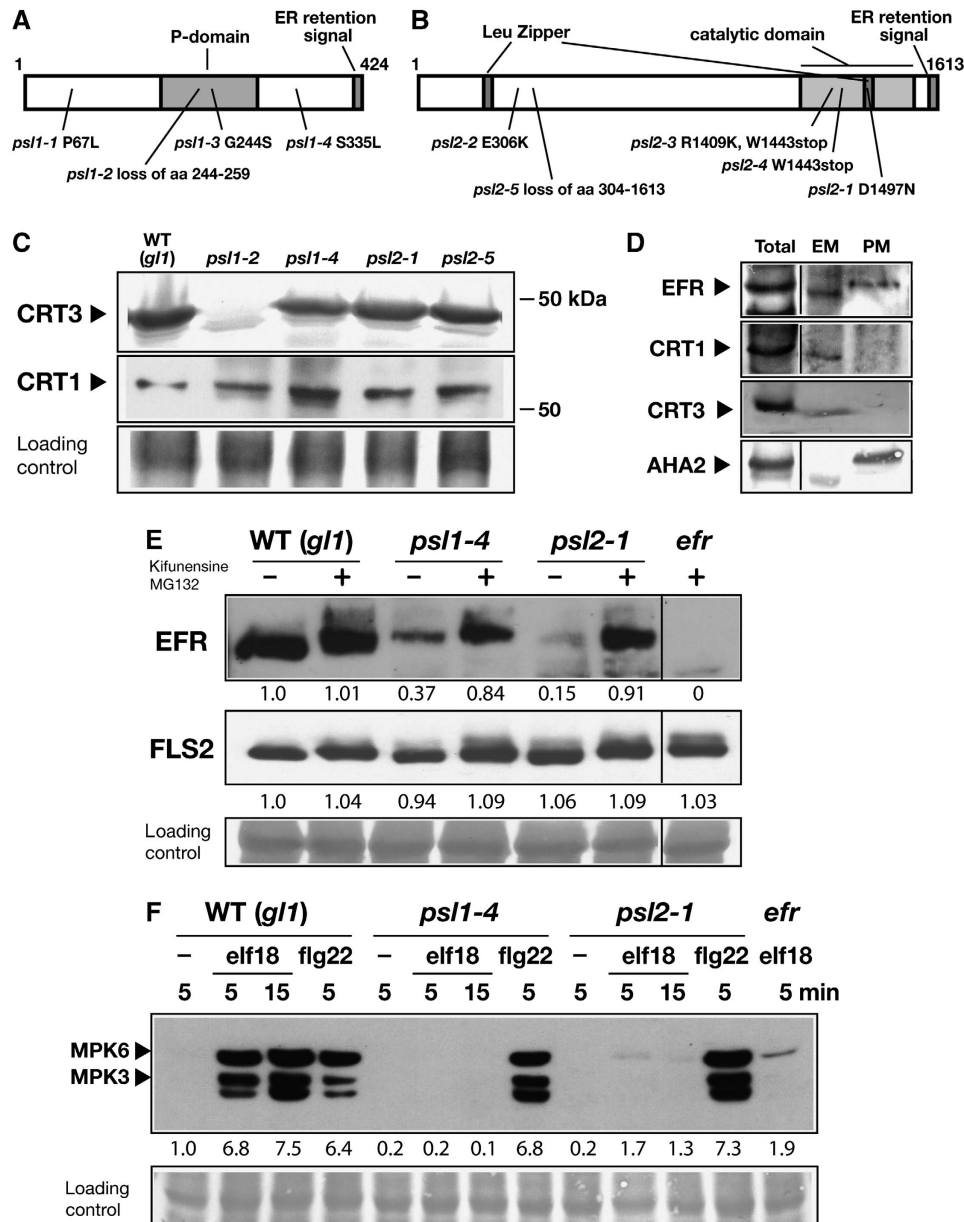 A
ER retention
signal
P-domain
1
424
psl1-1 P67L
psl1-3 G244S
psl1-4 S335L
psl1-2 loss of aa 244-259
B
ER retention
signal
Leu Zipper
catalytic domain
1
1613
psl2-2 E306K
psl2-3 R1409K, W1443stop
psl2-4 W1443stop
psl2-5 loss of aa 304-1613
psl2-1 D1497N
C
WT
(gl1)
psl1-2
psl1-4
psl2-1
psl2-5
CRT3
50 kDa
CRT1
50
Loading
control
D
Total EM PM
EFR
CRT1
CRT3
AHA2
E
WT (gl1) psl1-4 psl2-1 efr
Kifunensine
MG132
– + – + – + +
EFR
1.0 1.01 0.37 0.84 0.15 0.91 0
FLS2
1.0 1.04 0.94 1.09 1.06 1.09 1.03
Loading
control
F
WT (gl1) psl1-4 psl2-1 efr
– elf18 flg22 – elf18 flg22 – elf18 flg22 elf18
5 5 15 5 5 5 15 5 5 5 15 5 5 min
MPK6
MPK3
1.0 6.8 7.5 6.4 0.2 0.2 0.1 6.8 0.2 1.7 1.3 7.3 1.9
Loading
control